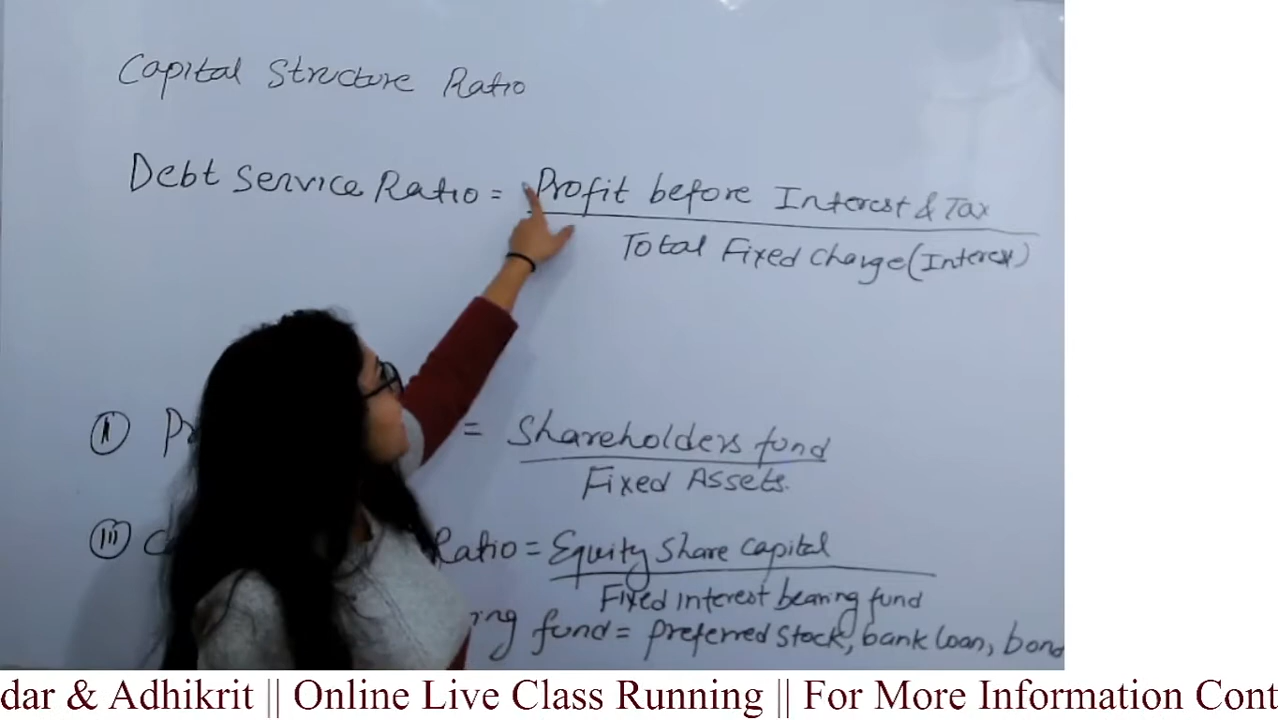 Capital Structure Ratio
Debt Service Ratio = Profit before Interest & Tax
Total Fixed Charge (Interest)
(ii) = Shareholders fund
Fixed Assets.
(iii) Ratio = Equity Share Capital
Fixed interest bearing fund
fund = preferred stock, bank loan,
dar & Adhikrit || Online Live Class Running || For More Information Cont